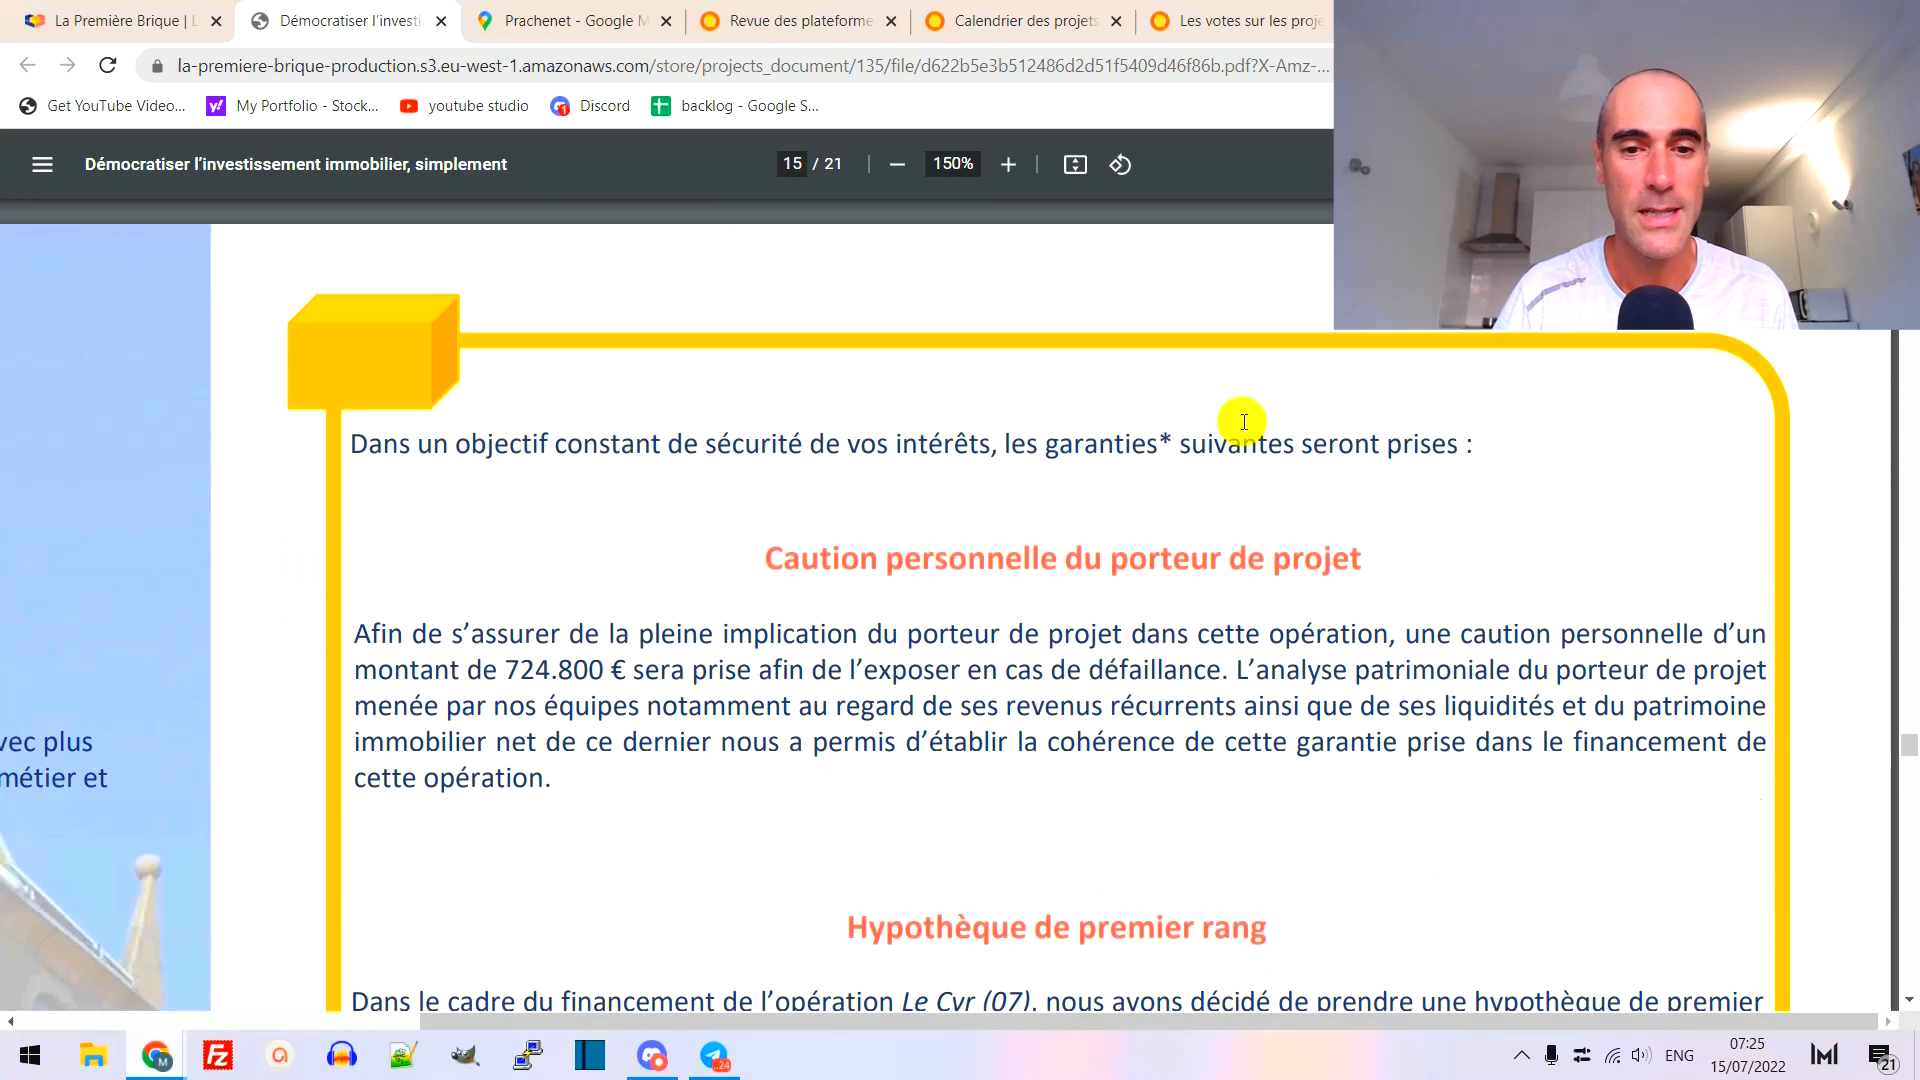 La Première Brique | L
Démocratiser l'investi
Prachenet - Google M
Revue des plateforme
Calendrier des projets
Les votes sur les proje
la-premiere-brique-production.s3.eu-west-1.amazonaws.com/store/projects_document/135/file/d622b5e3b512486d2d51f5409d46f86b.pdf?X-Amz-...
Get YouTube Video...
My Portfolio - Stock...
youtube studio
Discord
backlog - Google S...
Démocratiser l'investissement immobilier, simplement
15 / 21
150%
Dans un objectif constant de sécurité de vos intérêts, les garanties* suivantes seront prises :
Caution personnelle du porteur de projet
Afin de s'assurer de la pleine implication du porteur de projet dans cette opération, une caution personnelle d'un
montant de 724.800 € sera prise afin de l'exposer en cas de défaillance. L'analyse patrimoniale du porteur de projet
menée par nos équipes notamment au regard de ses revenus récurrents ainsi que de ses liquidités et du patrimoine
immobilier net de ce dernier nous a permis d'établir la cohérence de cette garantie prise dans le financement de
cette opération.
vec plus
métier et
Hypothèque de premier rang
Dans le cadre du financement de l'opération Le Cyr (07), nous avons décidé de prendre une hypothèque de premier
ENG
07:25
15/07/2022
21
24